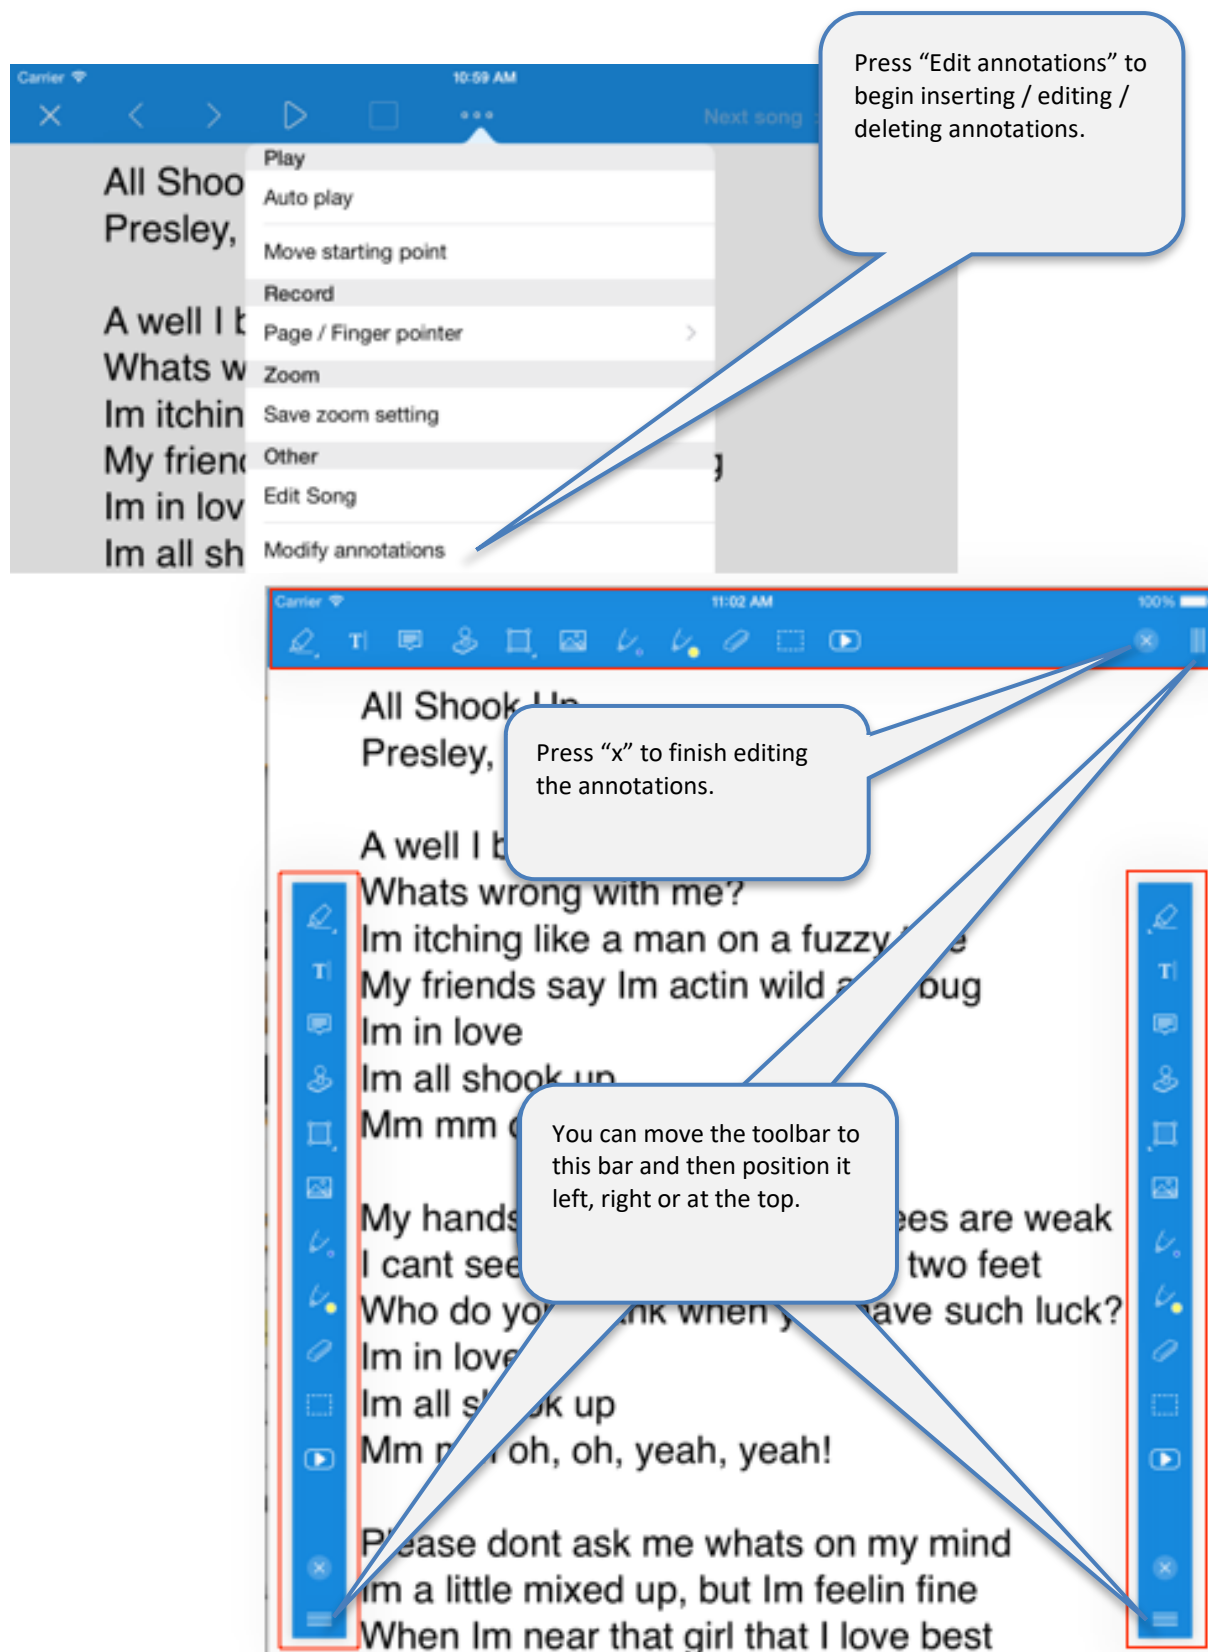 Press “Edit annotations” to
begin inserting / editing /
deleting annotations.
Carrier
10:59 AM
Next song
All Shoo
Presley,
A well I b
Whats w
Im itchin
My friend
g
Im in lov
Im all sh
Play
Auto play
Move starting point
Record
Page / Finger pointer
Zoom
Save zoom setting
Other
Edit Song
Modify annotations
Carrier
11:02 AM
100%
T
All Shook Up
Presley,
Press “x” to finish editing
the annotations.
A well I b
Whats wrong with me?
Im itching like a man on a fuzzy
My friends say Im actin wild a bug
Im in love
Im all shook up
Mm mm
You can move the toolbar to
this bar and then position it
left, right or at the top.
My hands ees are weak
I cant see two feet
Who do yo nk when y ave such luck?
Im in love
Im all sh ok up
Mm m oh, oh, yeah, yeah!
Please dont ask me whats on my mind
Im a little mixed up, but Im feelin fine
When Im near that girl that I love best
T
T